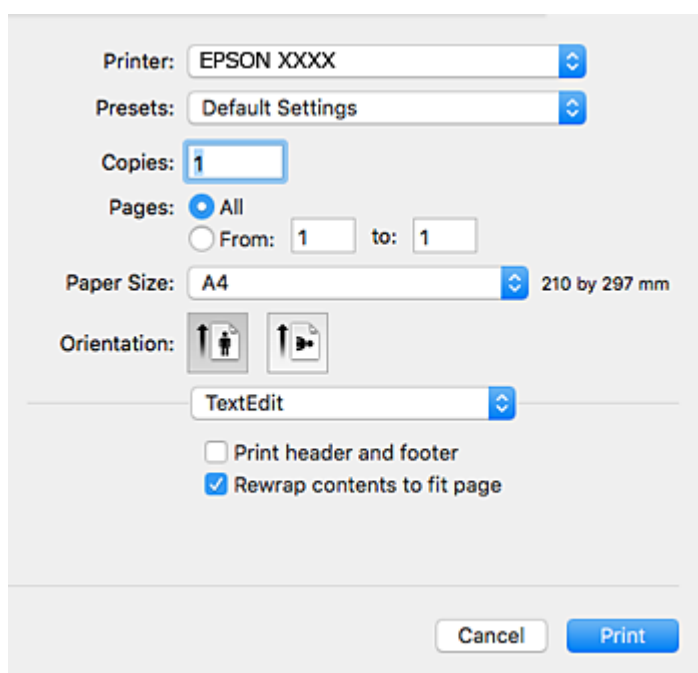 Printer: EPSON XXXX
Presets: Default Settings
Copies: 1
Pages: All
From: 1 to: 1
Paper Size: A4 210 by 297 mm
Orientation:
TextEdit
Print header and footer
Rewrap contents to fit page
Cancel Print